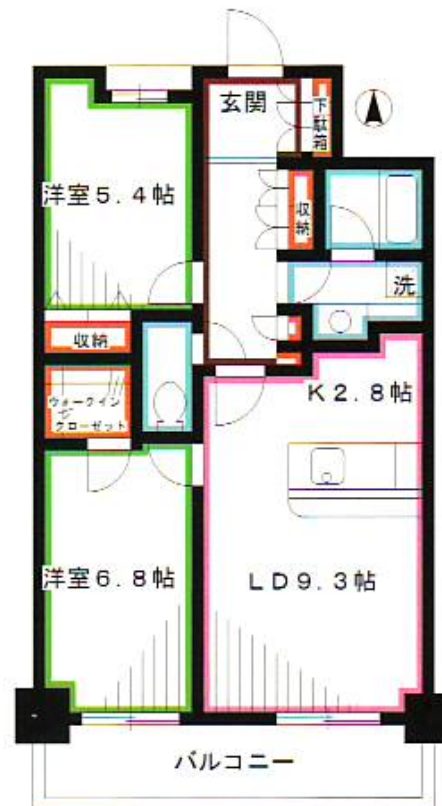 玄関
下駄箱
洋室5.4帖
収納
洗
収納
ウォークイン
クローゼット
K2.8帖
洋室6.8帖
LD9.3帖
バルコニー